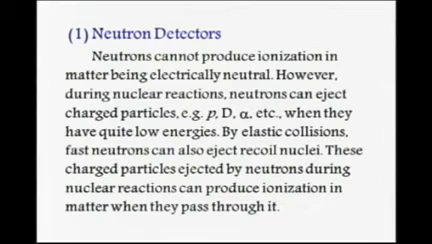 (1) Neutron Detectors
Neutrons cannot produce ionization in
matter being electrically neutral. However,
during nuclear reactions, neutrons can eject
charged particles, e.g. p, D, α, etc., when they
have quite low energies. By elastic collisions,
fast neutrons can also eject recoil nuclei. These
charged particles ejected by neutrons during
nuclear reactions can produce ionization in
matter when they pass through it.